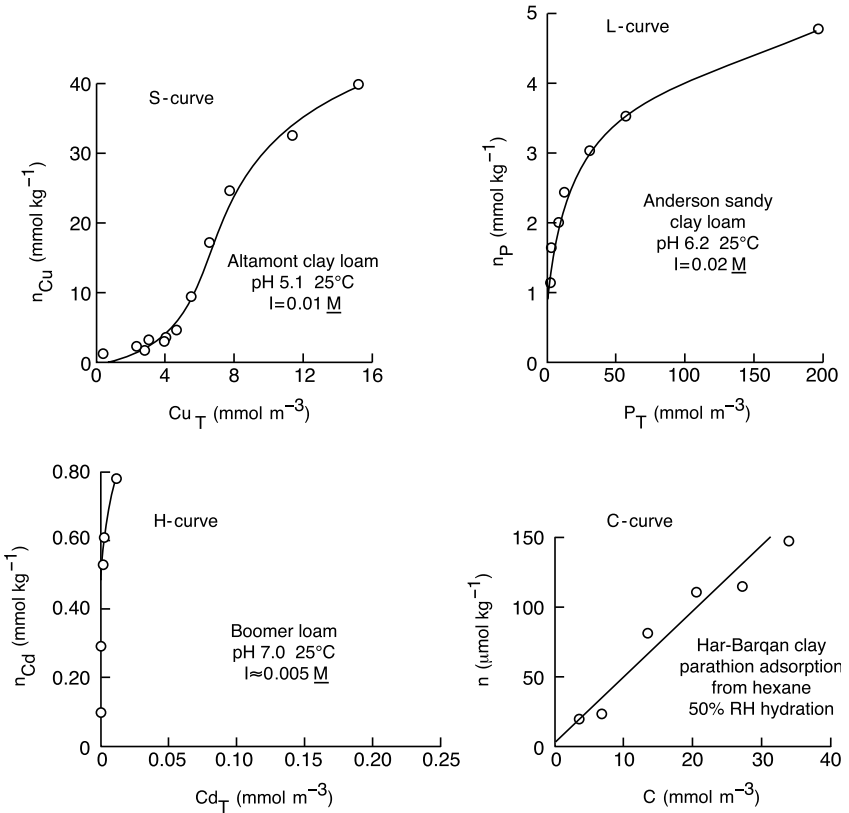 S-curve
40
30
20
10
0
n_Cu (mmol kg⁻¹)
Altamont clay loam
pH 5.1 25°C
I=0.01 M
0 4 8 12 16
Cu_T (mmol m⁻³)
L-curve
5
4
3
2
1
0
n_P (mmol kg⁻¹)
Anderson sandy
clay loam
pH 6.2 25°C
I=0.02 M
0 50 100 150 200
P_T (mmol m⁻³)
H-curve
0.80
0.60
0.40
0.20
0
n_Cd (mmol kg⁻¹)
Boomer loam
pH 7.0 25°C
I≈0.005 M
0 0.05 0.10 0.15 0.20 0.25
Cd_T (mmol m⁻³)
C-curve
150
100
50
0
n (μmol kg⁻¹)
Har-Barqan clay
parathion adsorption
from hexane
50% RH hydration
0 10 20 30 40
C (mmol m⁻³)